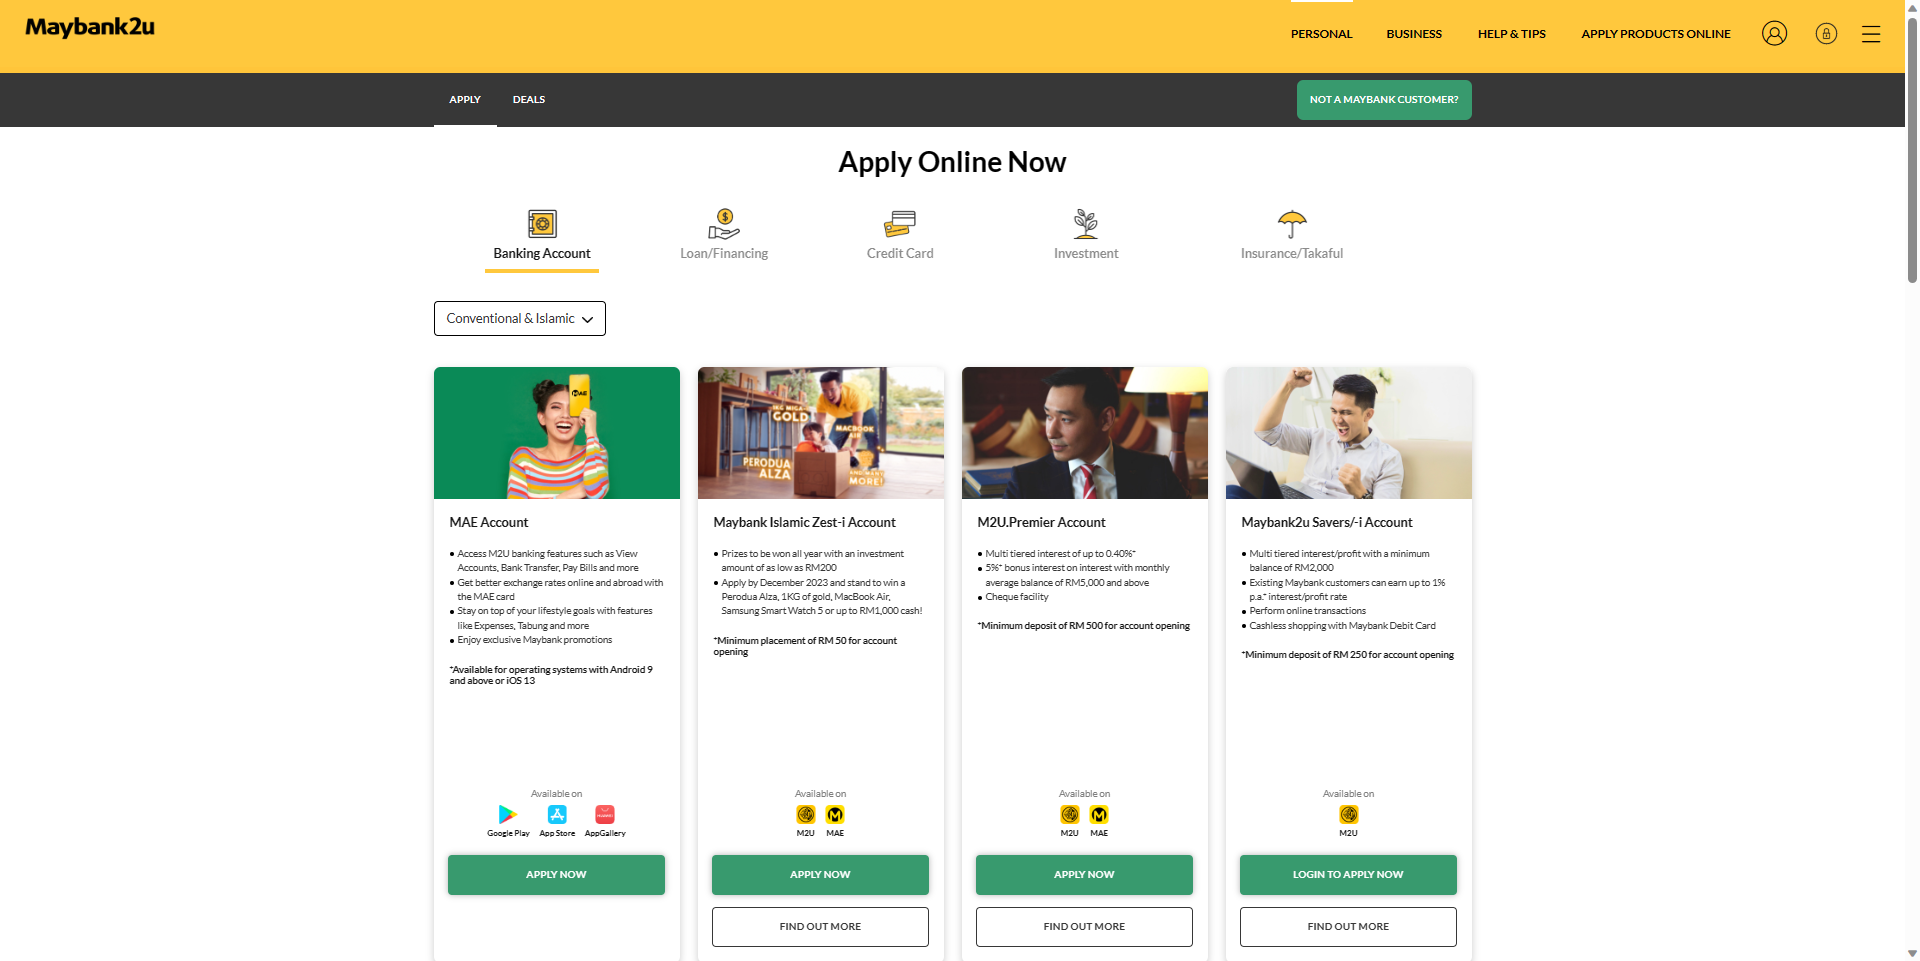 Maybank2u
PERSONAL
BUSINESS
HELP & TIPS
APPLY PRODUCTS ONLINE
APPLY
DEALS
NOT A MAYBANK CUSTOMER?
Apply Online Now
Banking Account
Loan/Financing
Credit Card
Investment
Insurance/Takaful
Conventional & Islamic
MAE
MAE Account
Access M2U banking features such as View
Accounts, Bank Transfer, Pay Bills and more
Get better exchange rates online and abroad with
the MAE card
Stay on top of your lifestyle goals with features
like Expenses, Tabung and more
Enjoy exclusive Maybank promotions
*Available for operating systems with Android 9
and above or iOS 13
Available on
Google Play
App Store
AppGallery
APPLY NOW
GOLD
MACBOOK
AIR
PERODUA
ALZA
MORE!
Maybank Islamic Zest-i Account
Prizes to be won all year with an investment
amount of as low as RM200
Apply by December 2023 and stand to win a
Perodua Alza, 1KG of gold, MacBook Air,
Samsung Smart Watch 5 or up to RM1,000 cash!
*Minimum placement of RM 50 for account
opening
Available on
M2U
MAE
APPLY NOW
FIND OUT MORE
M2U.Premier Account
Multi tiered interest of up to 0.40%*
5%* bonus interest on interest with monthly
average balance of RM5,000 and above
Cheque facility
*Minimum deposit of RM 500 for account opening
Available on
M2U
MAE
APPLY NOW
FIND OUT MORE
Maybank2u Savers/-i Account
Multi tiered interest/profit with a minimum
balance of RM2,000
Existing Maybank customers can earn up to 1%
p.a.* interest/profit rate
Perform online transactions
Cashless shopping with Maybank Debit Card
*Minimum deposit of RM 250 for account opening
Available on
M2U
LOGIN TO APPLY NOW
FIND OUT MORE